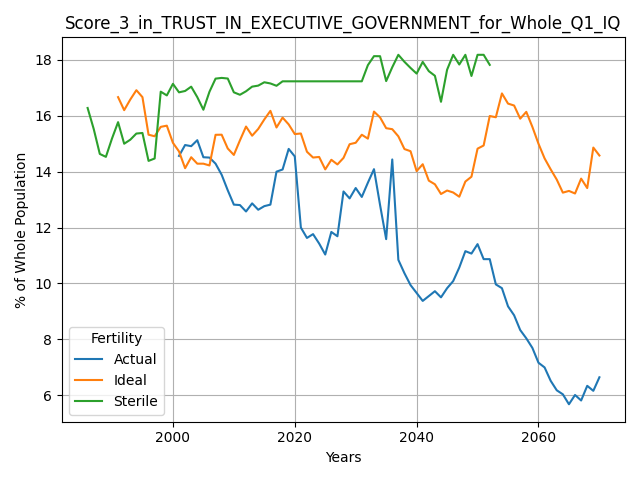 Score_3_in_TRUST_IN_EXECUTIVE_GOVERNMENT_for_Whole_Q1_IQ
% of Whole Population
18
16
14
12
10
8
6
Fertility
Actual
Ideal
Sterile
2000 2020 2040 2060
Years